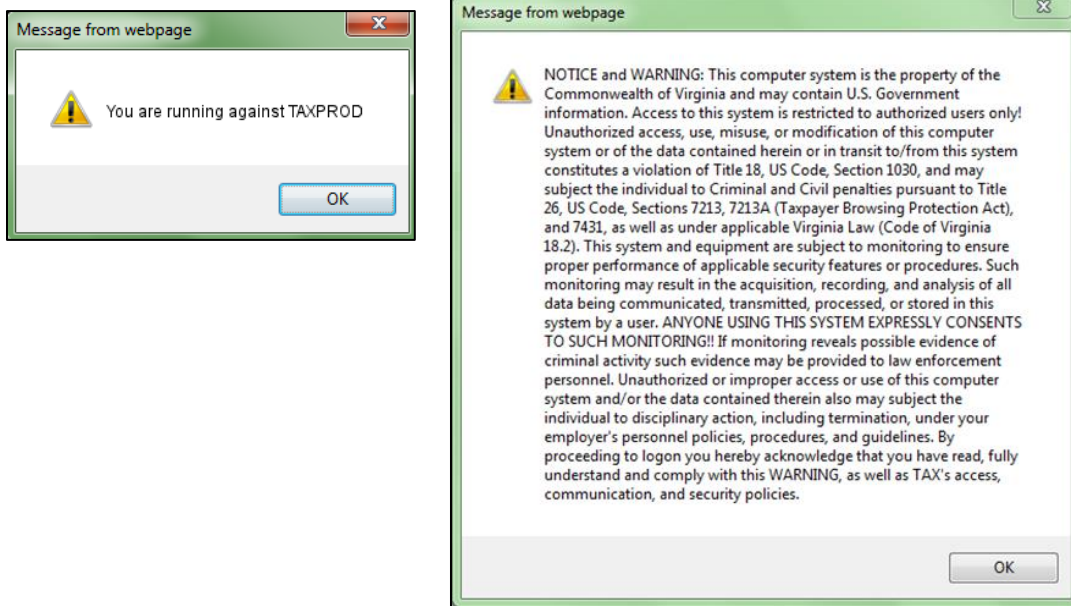 Message from webpage
You are running against TAXPROD
OK
Message from webpage
NOTICE and WARNING: This computer system is the property of the
Commonwealth of Virginia and may contain U.S. Government
information. Access to this system is restricted to authorized users only!
Unauthorized access, use, misuse, or modification of this computer
system or of the data contained herein or in transit to/from this system
constitutes a violation of Title 18, US Code, Section 1030, and may
subject the individual to Criminal and Civil penalties pursuant to Title
26, US Code, Sections 7213, 7213A (Taxpayer Browsing Protection Act),
and 7431, as well as under applicable Virginia Law (Code of Virginia
18.2). This system and equipment are subject to monitoring to ensure
proper performance of applicable security features or procedures. Such
monitoring may result in the acquisition, recording, and analysis of all
data being communicated, transmitted, processed, or stored in this
system by a user. ANYONE USING THIS SYSTEM EXPRESSLY CONSENTS
TO SUCH MONITORING!! If monitoring reveals possible evidence of
criminal activity such evidence may be provided to law enforcement
personnel. Unauthorized or improper access or use of this computer
system and/or the data contained therein also may subject the
individual to disciplinary action, including termination, under your
employer's personnel policies, procedures, and guidelines. By
proceeding to logon you hereby acknowledge that you have read, fully
understand and comply with this WARNING, as well as TAX's access,
communication, and security policies.
OK